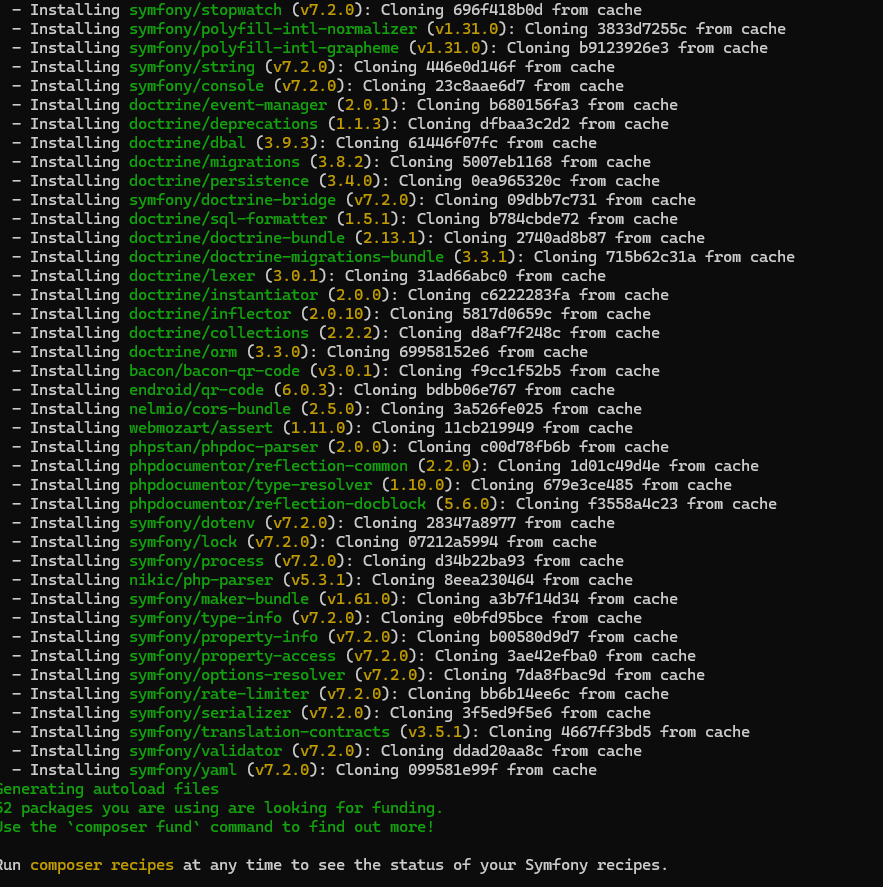 - Installing symfony/stopwatch (v7.2.0): Cloning 696f418b0d from cache
- Installing symfony/polyfill-intl-normalizer (v1.31.0): Cloning 3833d7255c from cache
- Installing symfony/polyfill-intl-grapheme (v1.31.0): Cloning b9123926e3 from cache
- Installing symfony/string (v7.2.0): Cloning 446e0d146f from cache
- Installing symfony/console (v7.2.0): Cloning 23c8aae6d7 from cache
- Installing doctrine/event-manager (2.0.1): Cloning b680156fa3 from cache
- Installing doctrine/deprecations (1.1.3): Cloning dfbaa3c2d2 from cache
- Installing doctrine/dbal (3.9.3): Cloning 61446f07fc from cache
- Installing doctrine/migrations (3.8.2): Cloning 5007eb1168 from cache
- Installing doctrine/persistence (3.4.0): Cloning 0ea965320c from cache
- Installing symfony/doctrine-bridge (v7.2.0): Cloning 09dbb7c731 from cache
- Installing doctrine/sql-formatter (1.5.1): Cloning b784cbde72 from cache
- Installing doctrine/doctrine-bundle (2.13.1): Cloning 2740ad8b87 from cache
- Installing doctrine/doctrine-migrations-bundle (3.3.1): Cloning 715b62c31a from cache
- Installing doctrine/lexer (3.0.1): Cloning 31ad66abc0 from cache
- Installing doctrine/instantiator (2.0.0): Cloning c6222283fa from cache
- Installing doctrine/inflector (2.0.10): Cloning 5817d0659c from cache
- Installing doctrine/collections (2.2.2): Cloning d8af7f248c from cache
- Installing doctrine/orm (3.3.0): Cloning 69958152e6 from cache
- Installing bacon/bacon-qr-code (v3.0.1): Cloning f9cc1f52b5 from cache
- Installing endroid/qr-code (6.0.3): Cloning bdbb06e767 from cache
- Installing nelmio/cors-bundle (2.5.0): Cloning 3a526fe025 from cache
- Installing webmozart/assert (1.11.0): Cloning 11cb219949 from cache
- Installing phpstan/phpdoc-parser (2.0.0): Cloning c00d78fb6b from cache
- Installing phpdocumentor/reflection-common (2.2.0): Cloning 1d01c49d4e from cache
- Installing phpdocumentor/type-resolver (1.10.0): Cloning 679e3ce485 from cache
- Installing phpdocumentor/reflection-docblock (5.6.0): Cloning f3558a4c23 from cache
- Installing symfony/dotenv (v7.2.0): Cloning 28347a8977 from cache
- Installing symfony/lock (v7.2.0): Cloning 07212a5994 from cache
- Installing symfony/process (v7.2.0): Cloning d34b22ba93 from cache
- Installing nikic/php-parser (v5.3.1): Cloning 8eea230464 from cache
- Installing symfony/maker-bundle (v1.61.0): Cloning a3b7f14d34 from cache
- Installing symfony/type-info (v7.2.0): Cloning e0bfd95bce from cache
- Installing symfony/property-info (v7.2.0): Cloning b00580d9d7 from cache
- Installing symfony/property-access (v7.2.0): Cloning 3ae42efba0 from cache
- Installing symfony/options-resolver (v7.2.0): Cloning 7da8fbac9d from cache
- Installing symfony/rate-limiter (v7.2.0): Cloning bb6b14ee6c from cache
- Installing symfony/serializer (v7.2.0): Cloning 3f5ed9f5e6 from cache
- Installing symfony/translation-contracts (v3.5.1): Cloning 4667ff3bd5 from cache
- Installing symfony/validator (v7.2.0): Cloning ddad20aa8c from cache
- Installing symfony/yaml (v7.2.0): Cloning 099581e99f from cache
Generating autoload files
62 packages you are using are looking for funding.
Use the `composer fund` command to find out more!
Run composer recipes at any time to see the status of your Symfony recipes.